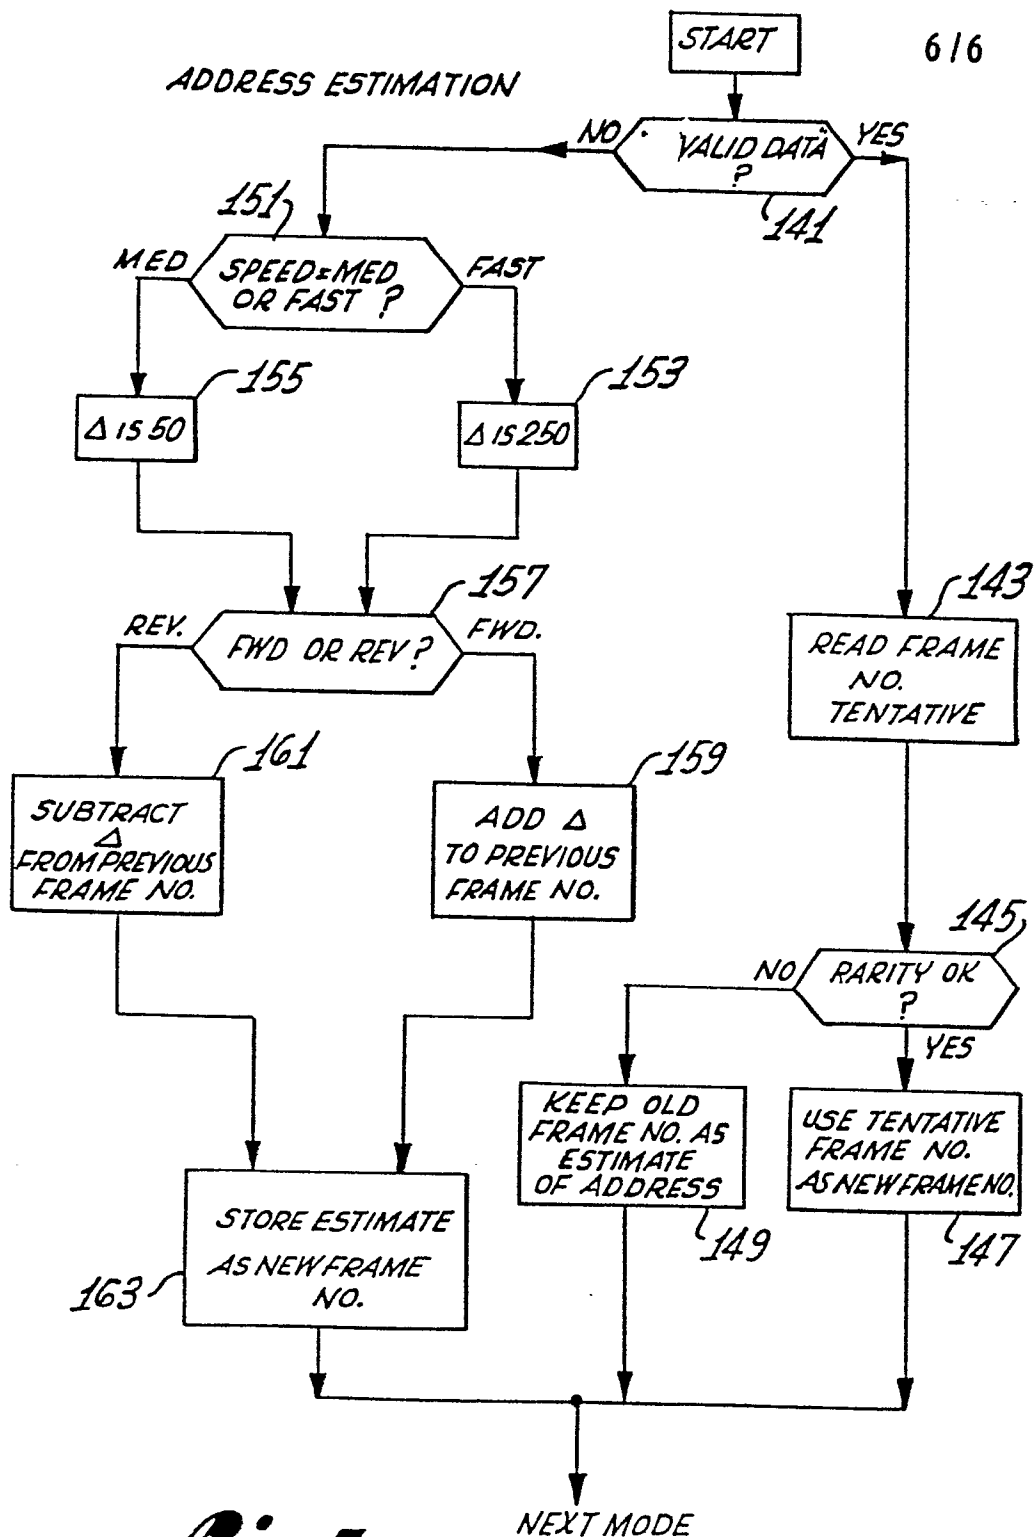 START
6/6
ADDRESS ESTIMATION
NO
VALID DATA"
?
YES
141
151
MED
SPEED=MED
OR FAST ?
FAST
155
Δ IS 50
153
Δ IS 250
157
REV.
FWD OR REV?
FWD.
143
READ FRAME
NO.
TENTATIVE
161
SUBTRACT
Δ
FROM PREVIOUS
FRAME NO.
159
ADD Δ
TO PREVIOUS
FRAME NO.
145
NO
RARITY OK
?
YES
KEEP OLD
FRAME NO. AS
ESTIMATE
OF ADDRESS
149
USE TENTATIVE
FRAME NO.
AS NEW FRAME NO.
147
STORE ESTIMATE
AS NEW FRAME
NO.
163
NEXT MODE